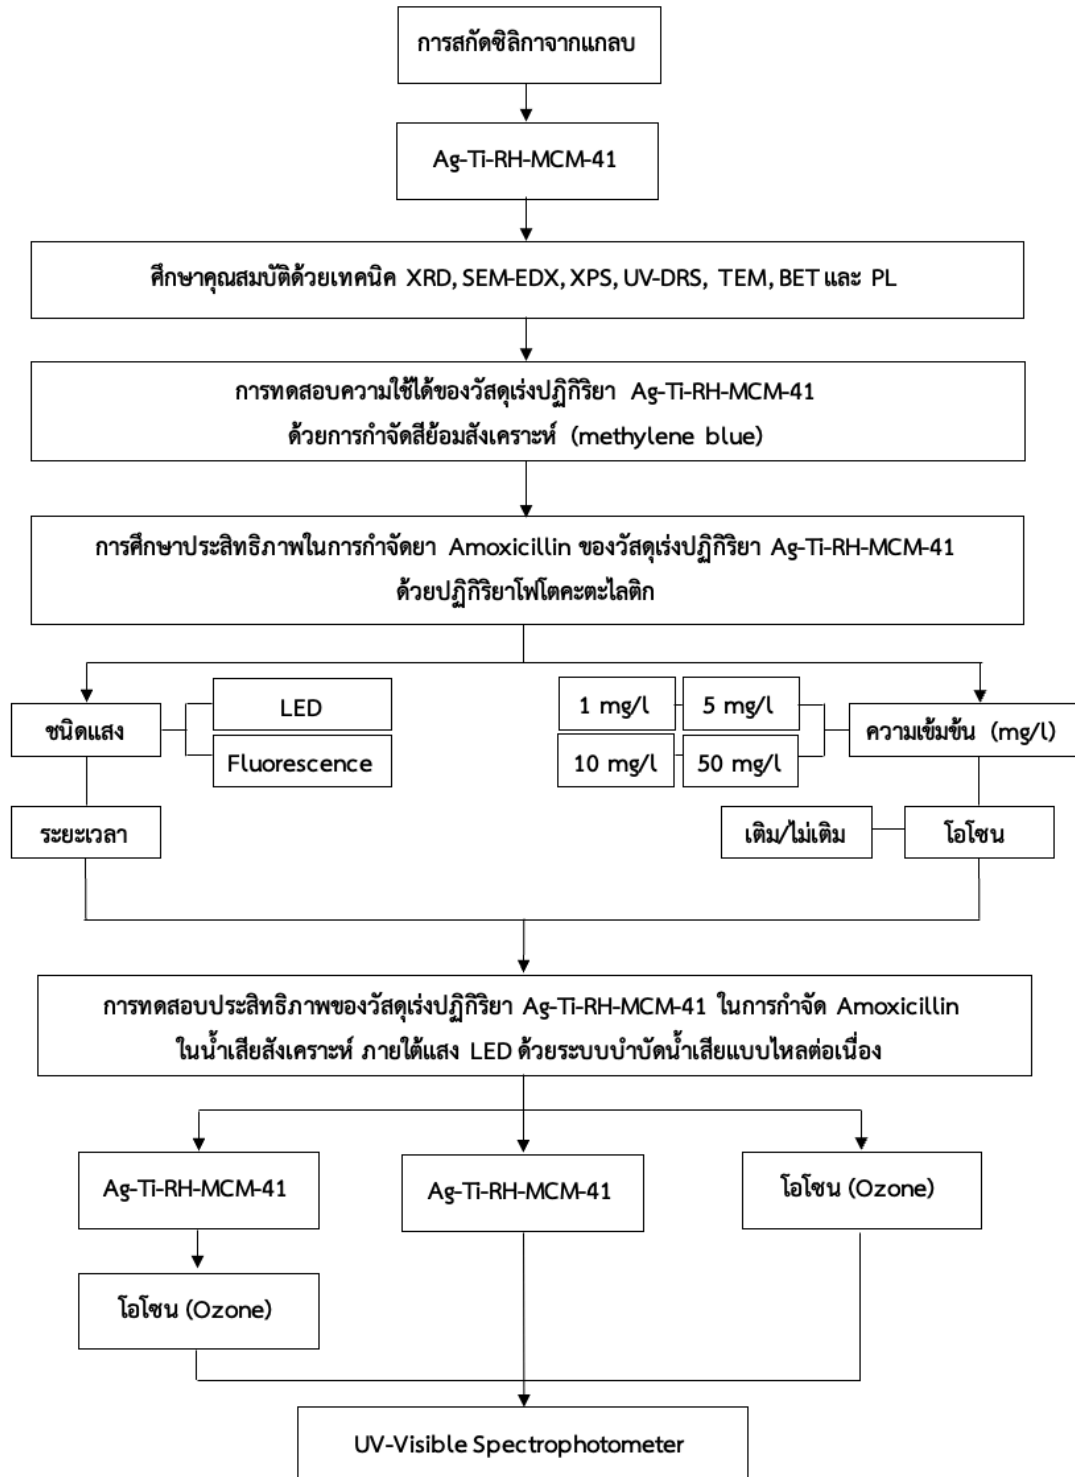 การสกัดซิลิกาจากแกลบ
Ag-Ti-RH-MCM-41
ศึกษาคุณสมบัติด้วยเทคนิค XRD, SEM-EDX, XPS, UV-DRS, TEM, BET และ PL
การทดสอบความใช้ได้ของวัสดุเร่งปฏิกิริยา Ag-Ti-RH-MCM-41
ด้วยการกำจัดสีย้อมสังเคราะห์ (methylene blue)
การศึกษาประสิทธิภาพในการกำจัดยา Amoxicillin ของวัสดุเร่งปฏิกิริยา Ag-Ti-RH-MCM-41
ด้วยปฏิกิริยาโฟโตคะตะไลติก
ชนิดแสง
LED
Fluorescence
1 mg/l
5 mg/l
10 mg/l
50 mg/l
ความเข้มข้น (mg/l)
ระยะเวลา
เติม/ไม่เติม
โอโซน
การทดสอบประสิทธิภาพของวัสดุเร่งปฏิกิริยา Ag-Ti-RH-MCM-41 ในการกำจัด Amoxicillin
ในน้ำเสียสังเคราะห์ ภายใต้แสง LED ด้วยระบบบำบัดน้ำเสียแบบไหลต่อเนื่อง
Ag-Ti-RH-MCM-41
Ag-Ti-RH-MCM-41
โอโซน (Ozone)
โอโซน (Ozone)
UV-Visible Spectrophotometer